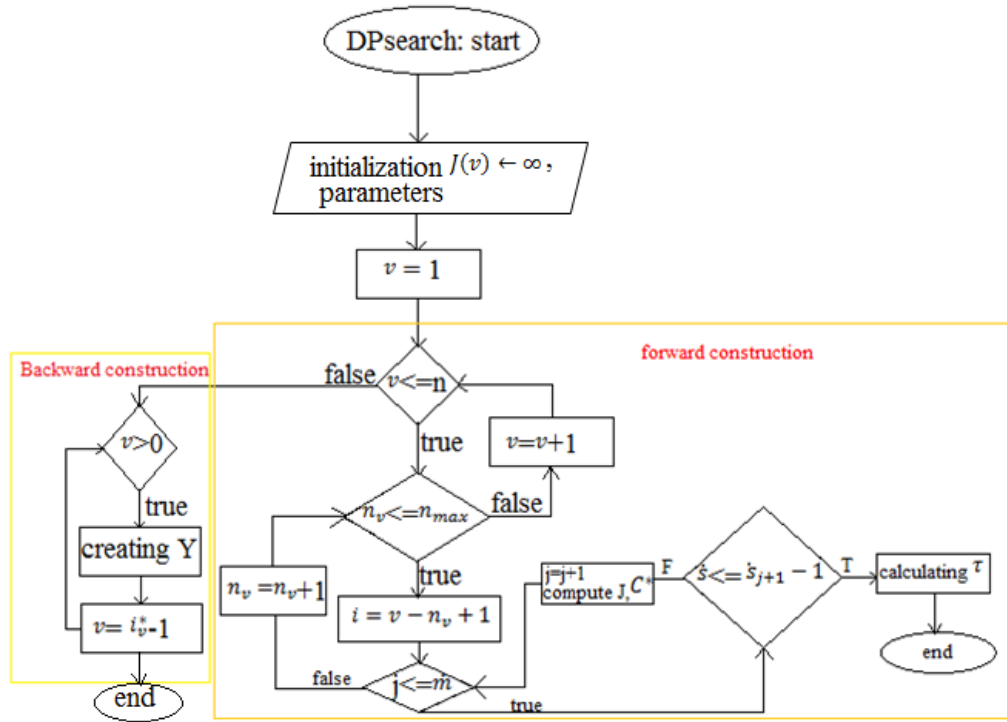 DPsearch: start
initialization J(v) ← ∞,
parameters
v = 1
forward construction
Backward construction
false
v<=n
v>0
true
v=v+1
true
n_v<=n_max
false
creating Y
true
n_v =n_v+1
j=j+1
compute J, C*
F
ṡ<= ṡ_{j+1} − 1
T
calculating τ
v= i*_v-1
i = v − n_v + 1
end
false
j<=m
true
end